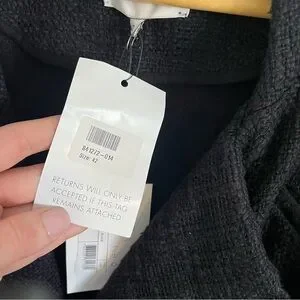 841272-014
Size: 42
RETURNS WILL ONLY BE
ACCEPTED IF THIS TAG
REMAINS ATTACHED